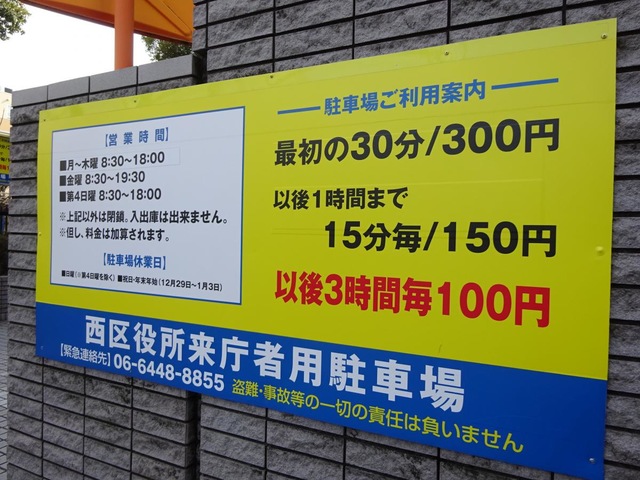 【営業時間】
■月～木曜 8:30～18:00
■金曜 8:30～19:30
■第4日曜 8:30～18:00
※上記以外は閉鎖。入出庫は出来ません。
※但し、料金は加算されます。
【駐車場休業日】
■日曜(※第4日曜を除く) ■祝日・年末年始(12月29日～1月3日)
駐車場ご利用案内
最初の30分/300円
以後1時間まで
15分毎/150円
以後3時間毎100円
西区役所来庁者用駐車場
【緊急連絡先】06-6448-8855
盗難・事故等の一切の責任は負いません